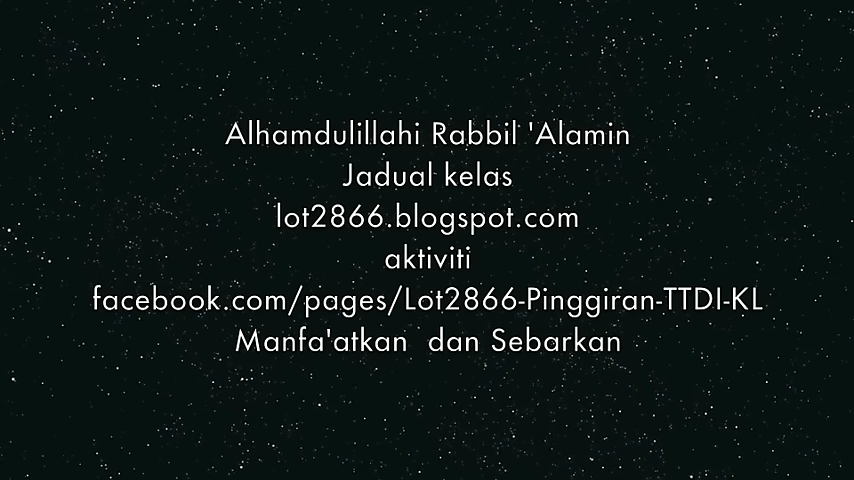 Alhamdulillahi Rabbil 'Alamin
Jadual kelas
lot2866.blogspot.com
aktiviti
facebook.com/pages/Lot2866-Pinggiran-TTDI-KL
Manfa'atkan  dan Sebarkan